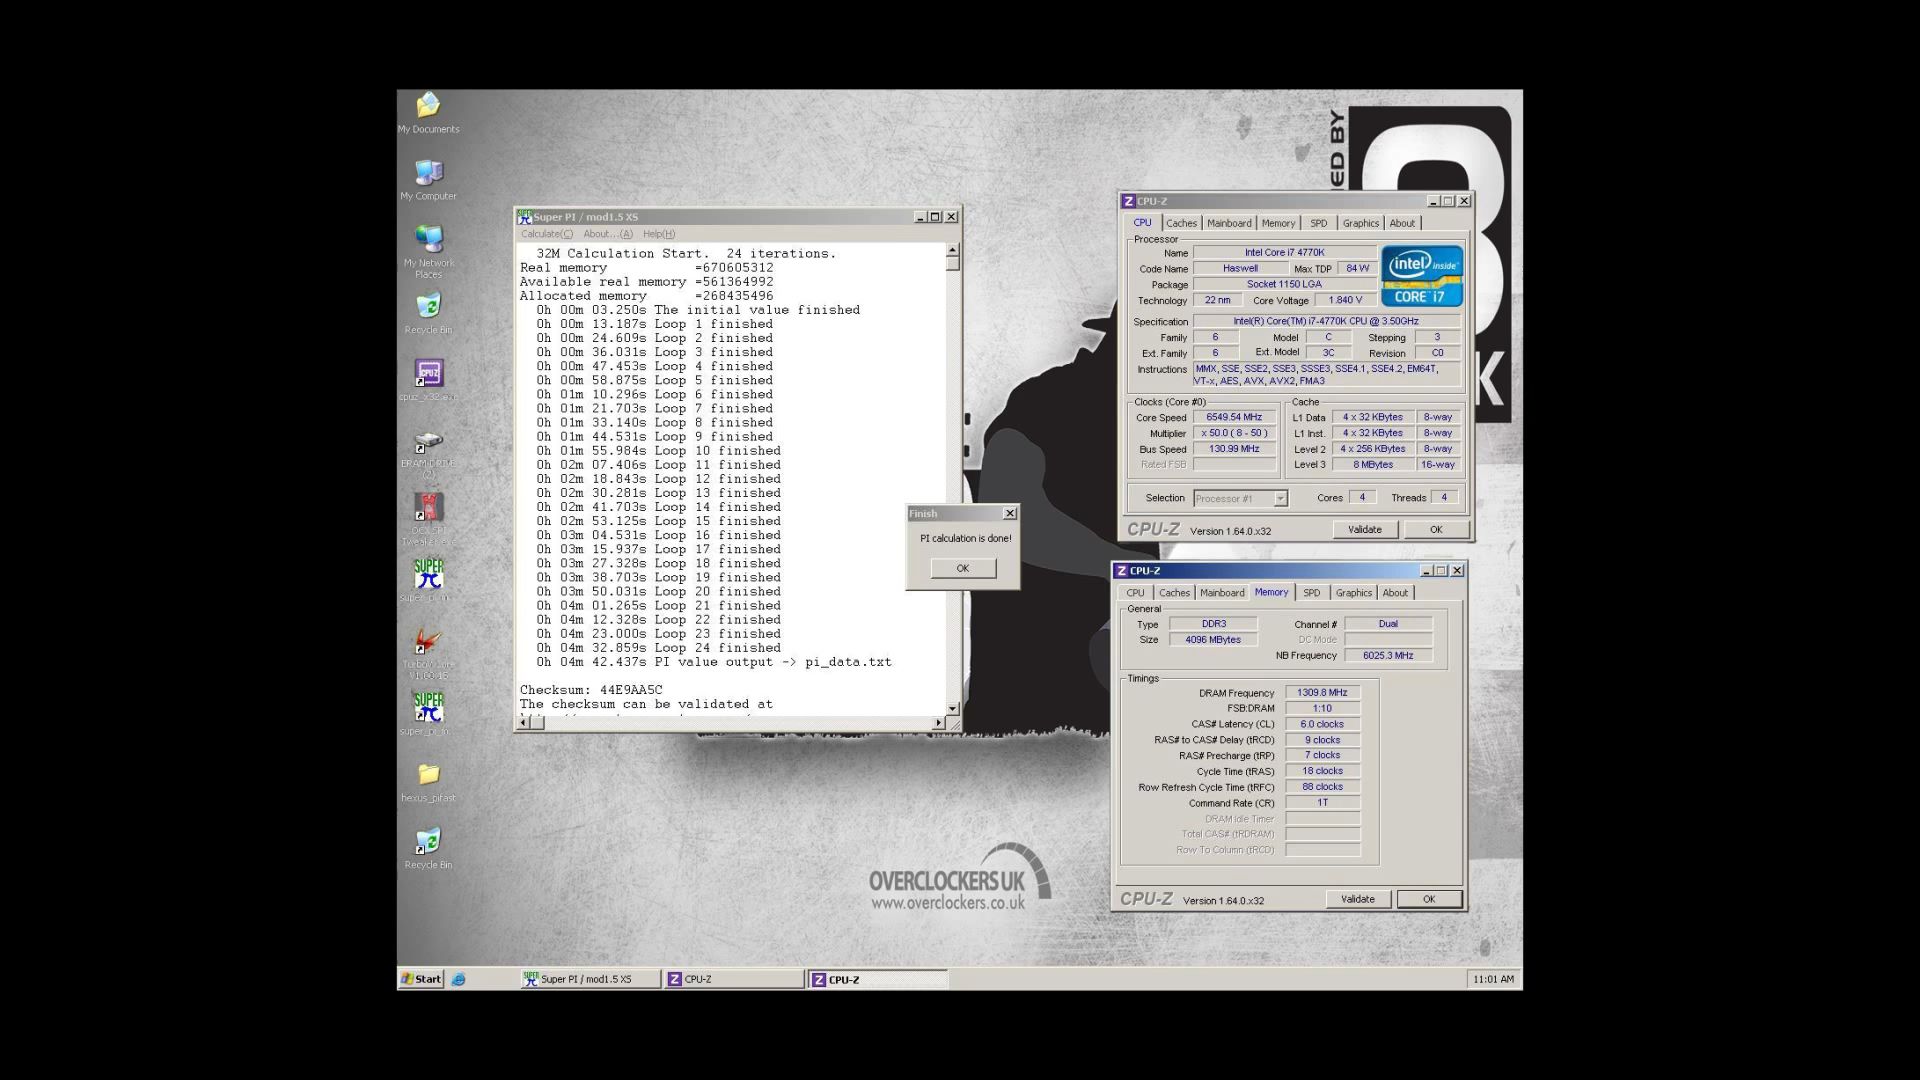 My Documents
My Computer
My Network
Places
Recycle Bin
ERAM DRIVE
(2)
hexus_pifast
Recycle Bin
Super PI / mod1.5 XS
Calculate(C) About...(A) Help(H)
32M Calculation Start. 24 iterations.
Real memory =670605312
Available real memory =561364992
Allocated memory =268435496
0h 00m 03.250s The initial value finished
0h 00m 13.187s Loop 1 finished
0h 00m 24.609s Loop 2 finished
0h 00m 36.031s Loop 3 finished
0h 00m 47.453s Loop 4 finished
0h 00m 58.875s Loop 5 finished
0h 01m 10.296s Loop 6 finished
0h 01m 21.703s Loop 7 finished
0h 01m 33.140s Loop 8 finished
0h 01m 44.531s Loop 9 finished
0h 01m 55.984s Loop 10 finished
0h 02m 07.406s Loop 11 finished
0h 02m 18.843s Loop 12 finished
0h 02m 30.281s Loop 13 finished
0h 02m 41.703s Loop 14 finished
0h 02m 53.125s Loop 15 finished
0h 03m 04.531s Loop 16 finished
0h 03m 15.937s Loop 17 finished
0h 03m 27.328s Loop 18 finished
0h 03m 38.703s Loop 19 finished
0h 03m 50.031s Loop 20 finished
0h 04m 01.265s Loop 21 finished
0h 04m 12.328s Loop 22 finished
0h 04m 23.000s Loop 23 finished
0h 04m 32.859s Loop 24 finished
0h 04m 42.437s PI value output -> pi_data.txt
Checksum: 44E9AA5C
The checksum can be validated at
Finish
PI calculation is done!
OK
CPU-Z
CPU Caches Mainboard Memory SPD Graphics About
Processor
Name Intel Core i7 4770K
Code Name Haswell Max TDP 84 W
Package Socket 1150 LGA
Technology 22 nm Core Voltage 1.840 V
intel inside
CORE i7
Specification Intel(R) Core(TM) i7-4770K CPU @ 3.50GHz
Family 6 Model C Stepping 3
Ext. Family 6 Ext. Model 3C Revision C0
Instructions MMX, SSE, SSE2, SSE3, SSSE3, SSE4.1, SSE4.2, EM64T,
VT-x, AES, AVX, AVX2, FMA3
Clocks (Core #0) Cache
Core Speed 6549.54 MHz L1 Data 4 x 32 KBytes 8-way
Multiplier x 50.0 ( 8 - 50 ) L1 Inst. 4 x 32 KBytes 8-way
Bus Speed 130.99 MHz Level 2 4 x 256 KBytes 8-way
Rated FSB Level 3 8 MBytes 16-way
Selection Processor #1 Cores 4 Threads 4
CPU-Z Version 1.64.0.x32 Validate OK
CPU-Z
CPU Caches Mainboard Memory SPD Graphics About
General
Type DDR3 Channel # Dual
Size 4096 MBytes DC Mode
NB Frequency 6025.3 MHz
Timings
DRAM Frequency 1309.8 MHz
FSB:DRAM 1:10
CAS# Latency (CL) 6.0 clocks
RAS# to CAS# Delay (tRCD) 9 clocks
RAS# Precharge (tRP) 7 clocks
Cycle Time (tRAS) 18 clocks
Row Refresh Cycle Time (tRFC) 88 clocks
Command Rate (CR) 1T
DRAM Idle Timer
Total CAS# (tRDRAM)
Row To Column (tRCD)
CPU-Z Version 1.64.0.x32 Validate OK
OVERCLOCKERS UK
www.overclockers.co.uk
Start Super PI / mod1.5 XS CPU-Z CPU-Z 11:01 AM